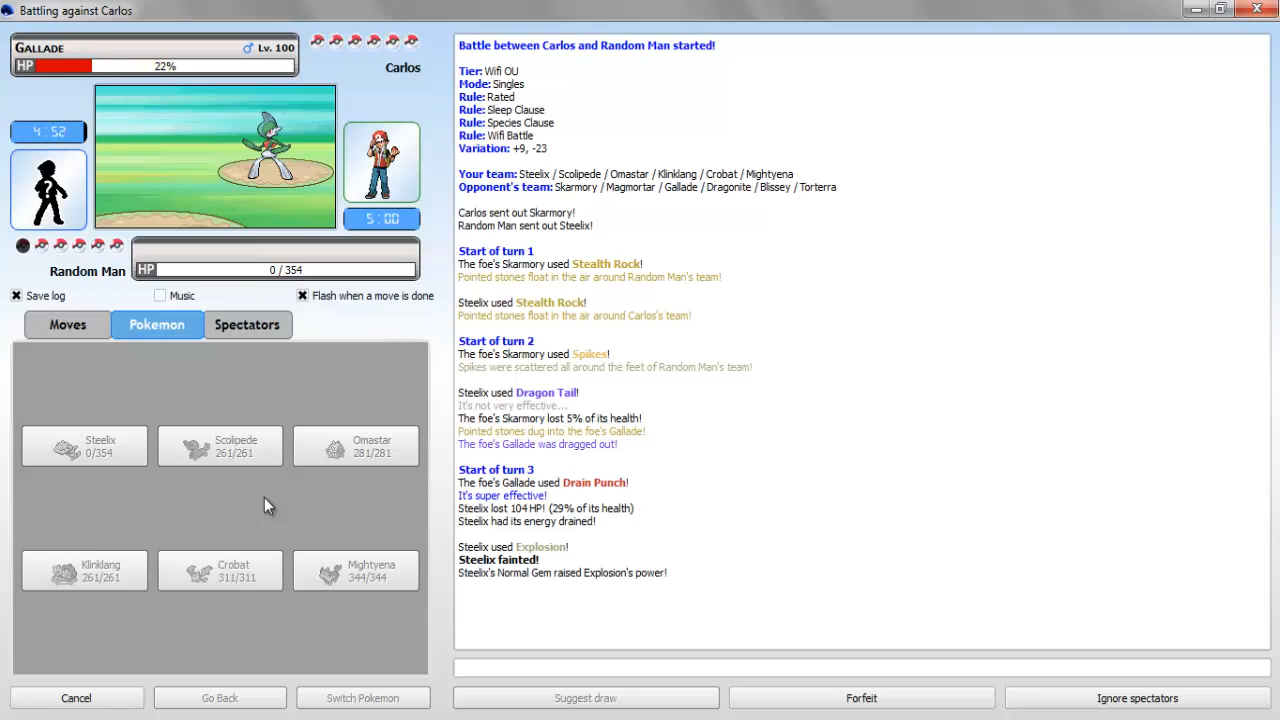 Battling against Carlos
GALLADE ♂ Lv. 100
HP 22%
Carlos
4:52
5:00
?
Random Man
HP 0 / 354
Save log Music Flash when a move is done
Moves Pokemon Spectators
Steelix
0/354
Scolipede
261/261
Omastar
281/281
Klinklang
261/261
Crobat
311/311
Mightyena
344/344
Cancel Go Back Switch Pokemon
Battle between Carlos and Random Man started!
Tier: Wifi OU
Mode: Singles
Rule: Rated
Rule: Sleep Clause
Rule: Species Clause
Rule: Wifi Battle
Variation: +9, -23
Your team: Steelix / Scolipede / Omastar / Klinklang / Crobat / Mightyena
Opponent's team: Skarmory / Magmortar / Gallade / Dragonite / Blissey / Torterra
Carlos sent out Skarmory!
Random Man sent out Steelix!
Start of turn 1
The foe's Skarmory used Stealth Rock!
Pointed stones float in the air around Random Man's team!
Steelix used Stealth Rock!
Pointed stones float in the air around Carlos's team!
Start of turn 2
The foe's Skarmory used Spikes!
Spikes were scattered all around the feet of Random Man's team!
Steelix used Dragon Tail!
It's not very effective...
The foe's Skarmory lost 5% of its health!
Pointed stones dug into the foe's Gallade!
The foe's Gallade was dragged out!
Start of turn 3
The foe's Gallade used Drain Punch!
It's super effective!
Steelix lost 104 HP! (29% of its health)
Steelix had its energy drained!
Steelix used Explosion!
Steelix fainted!
Steelix's Normal Gem raised Explosion's power!
Suggest draw Forfeit Ignore spectators